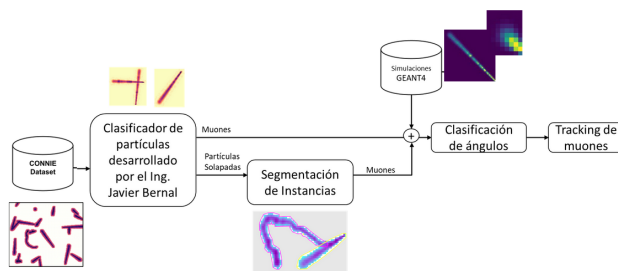 Simulaciones
GEANT4
CONNIE
Dataset
Clasificador de
partículas
desarrollado
por el Ing.
Javier Bernal
Muones
Partículas
Solapadas
Segmentación
de Instancias
Muones
+
Clasificación
de ángulos
Tracking de
muones